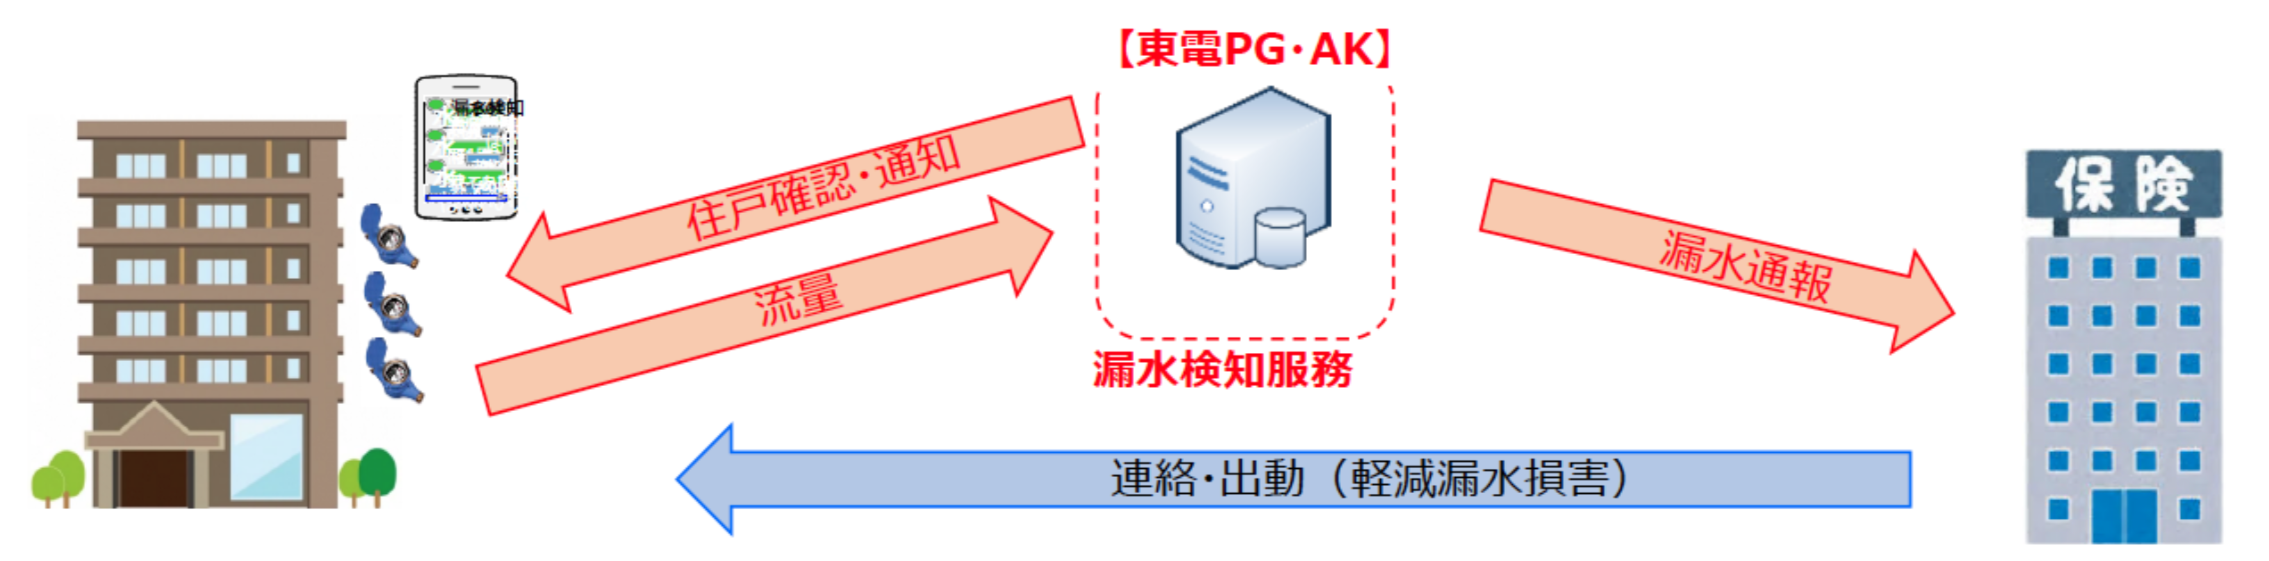 【東電PG･AK】
漏水検知
住戸確認･通知
流量
漏水通報
保険
漏水検知服務
連絡･出動（軽減漏水損害）